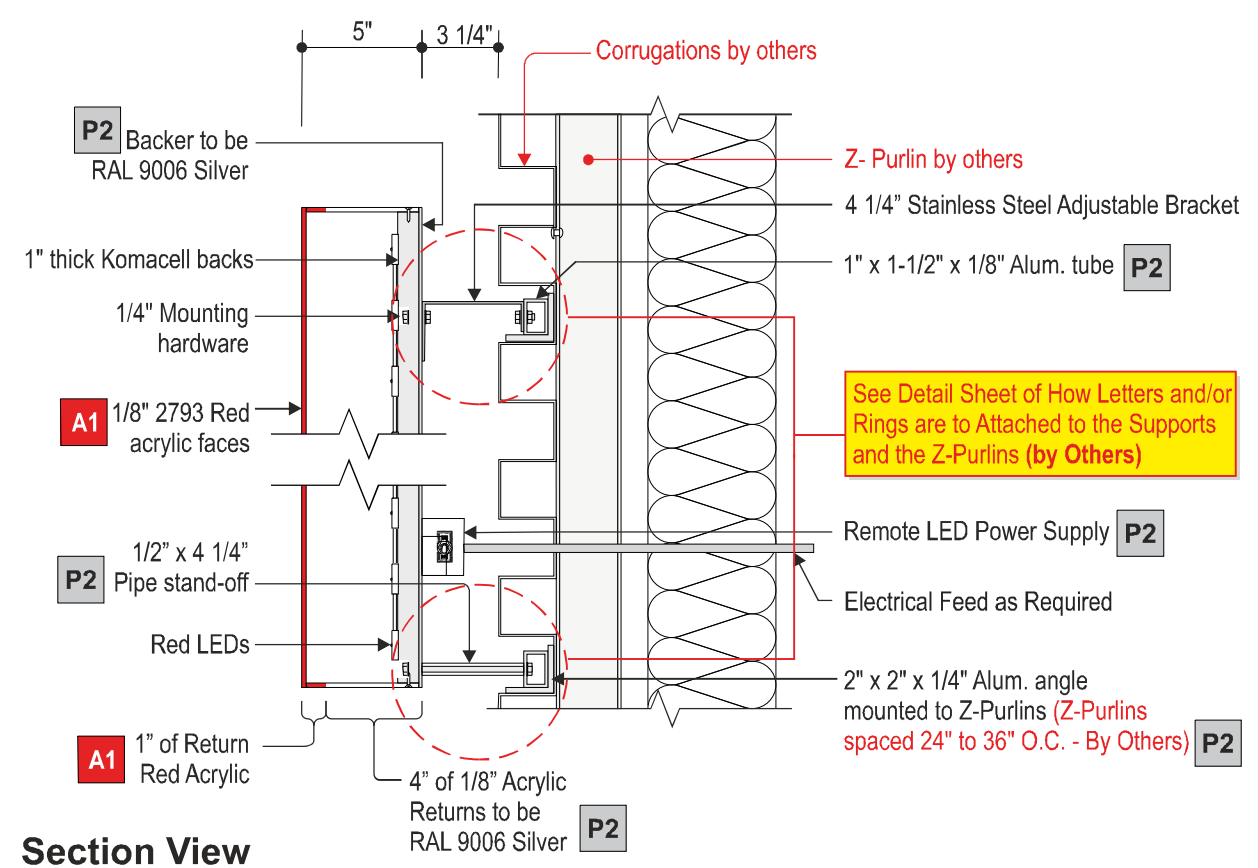 5"
3 1/4"
Corrugations by others
P2
Backer to be
RAL 9006 Silver
Z- Purlin by others
4 1/4” Stainless Steel Adjustable Bracket
1" thick Komacell backs
1" x 1-1/2" x 1/8" Alum. tube
P2
1/4" Mounting
hardware
A1
1/8" 2793 Red
acrylic faces
See Detail Sheet of How Letters and/or
Rings are to Attached to the Supports
and the Z-Purlins (by Others)
Remote LED Power Supply
P2
1/2” x 4 1/4”
P2
Pipe stand-off
Electrical Feed as Required
Red LEDs
2" x 2" x 1/4" Alum. angle
mounted to Z-Purlins (Z-Purlins
spaced 24" to 36" O.C. - By Others)
P2
A1
1” of Return
Red Acrylic
4” of 1/8” Acrylic
Returns to be
RAL 9006 Silver
P2
Section View